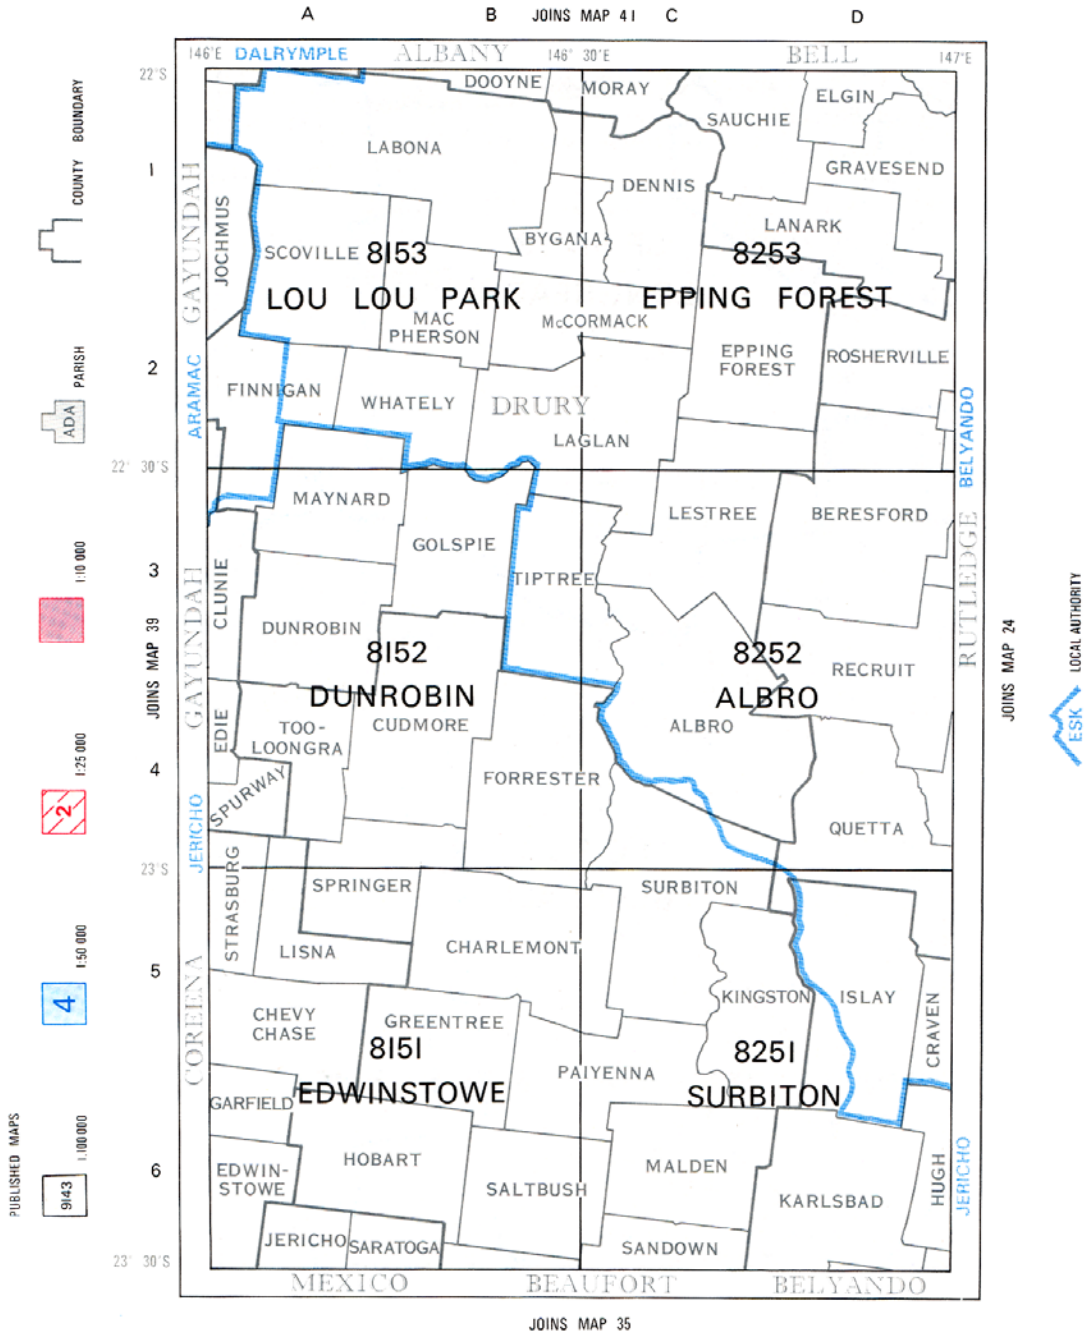 A B JOINS MAP 41 C D
146°E DALRYMPLE ALBANY 146° 30'E BELL 147°E
22°S
DOOYNE
MORAY
ELGIN
SAUCHIE
LABONA
1
GRAVESEND
DENNIS
JOCHMUS
GAYUNDAH
LANARK
BYGANA
SCOVILLE
8153
8253
LOU LOU PARK
EPPING FOREST
MAC
PHERSON
McCORMACK
EPPING
FOREST
ROSHERVILLE
2
ARAMAC
FINNIGAN
WHATELY
DRURY
LAGLAN
BELYANDO
22° 30'S
MAYNARD
LESTREE
BERESFORD
GOLSPIE
3
CLUNIE
TIPTREE
GAYUNDAH
RUTLEDGE
DUNROBIN
8152
8252
DUNROBIN
ALBRO
RECRUIT
JOINS MAP 39
JOINS MAP 24
EDIE
TOO-
LOONGRA
CUDMORE
ALBRO
4
SPURWAY
FORRESTER
QUETTA
JERICHO
23°S
STRASBURG
SPRINGER
SURBITON
LISNA
CHARLEMONT
5
COREENA
CHEVY
CHASE
GREENTREE
KINGSTON
ISLAY
CRAVEN
8151
8251
EDWINSTOWE
SURBITON
PAIYENNA
GARFIELD
HOBART
6
EDWIN-
STOWE
SALTBUSH
MALDEN
KARLSBAD
HUGH
JERICHO
JERICHO
SARATOGA
SANDOWN
23° 30'S
MEXICO BEAUFORT BELYANDO
JOINS MAP 35
COUNTY BOUNDARY
PARISH
ADA
1:10 000
1:25 000
2
1:50 000
4
1:100 000
9143
PUBLISHED MAPS
LOCAL AUTHORITY
ESK